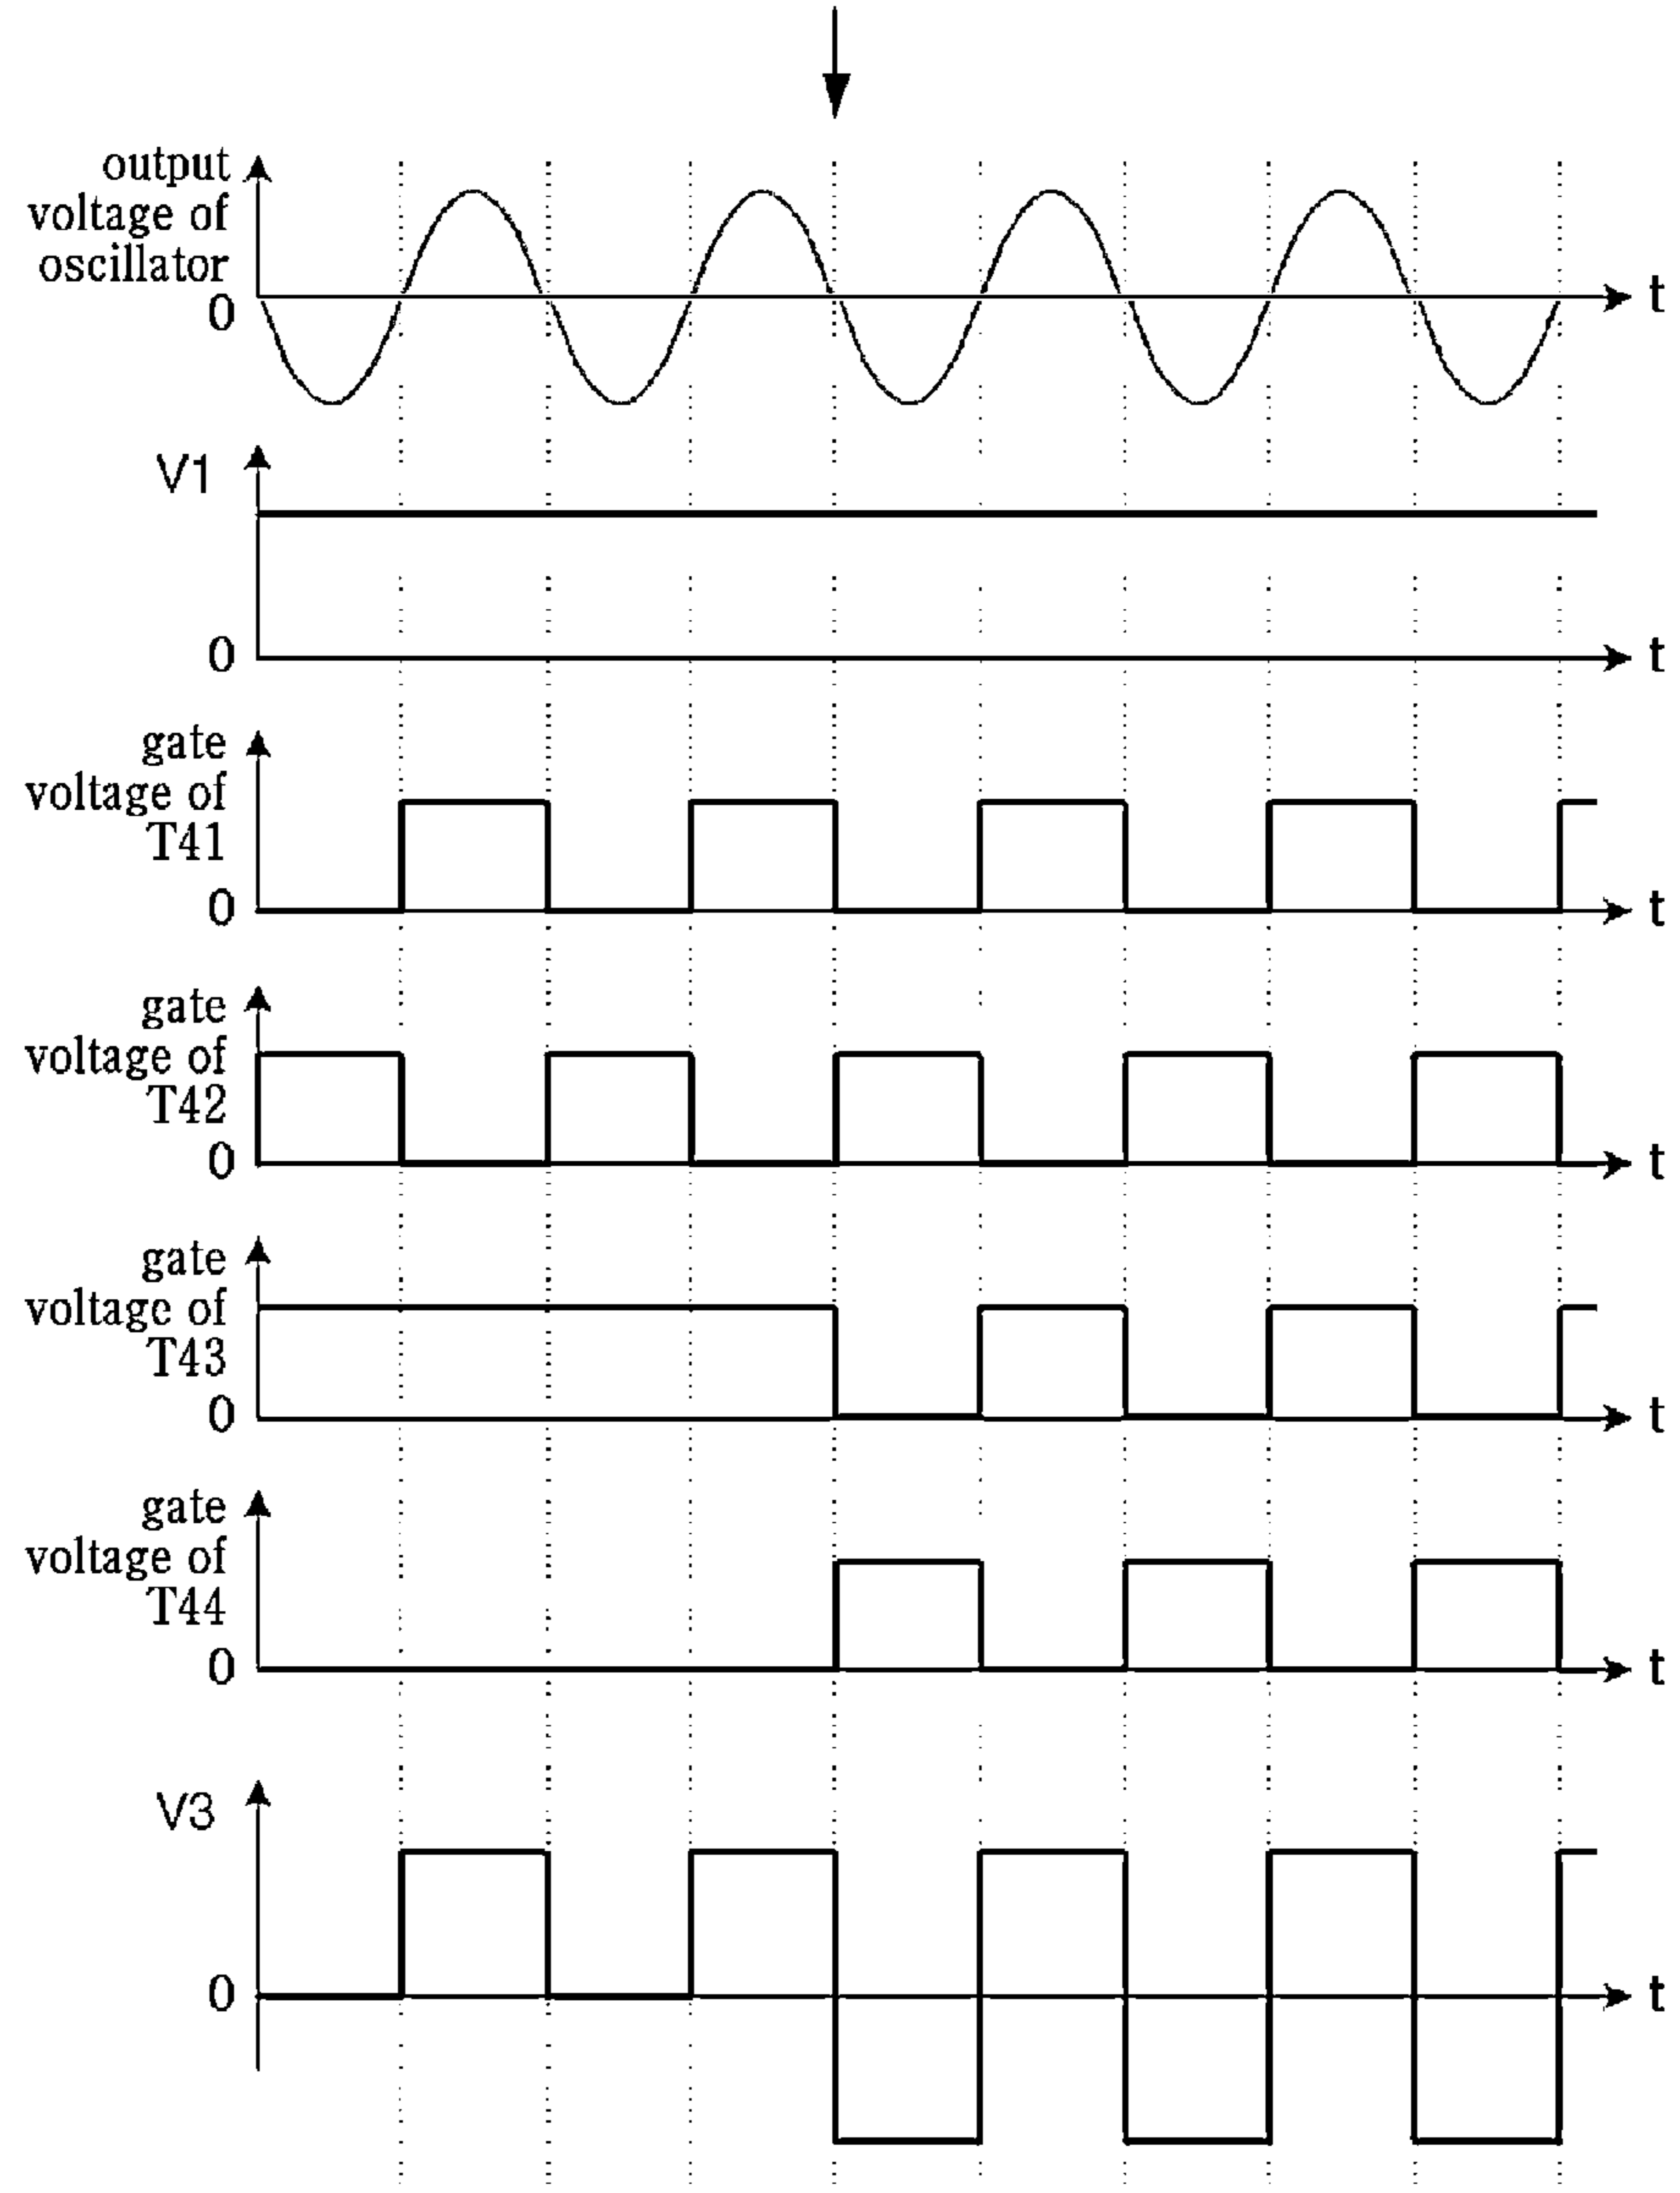 output
voltage of
oscillator
0
t
V1
0
t
gate
voltage of
T41
0
t
gate
voltage of
T42
0
t
gate
voltage of
T43
0
t
gate
voltage of
T44
0
t
V3
0
t